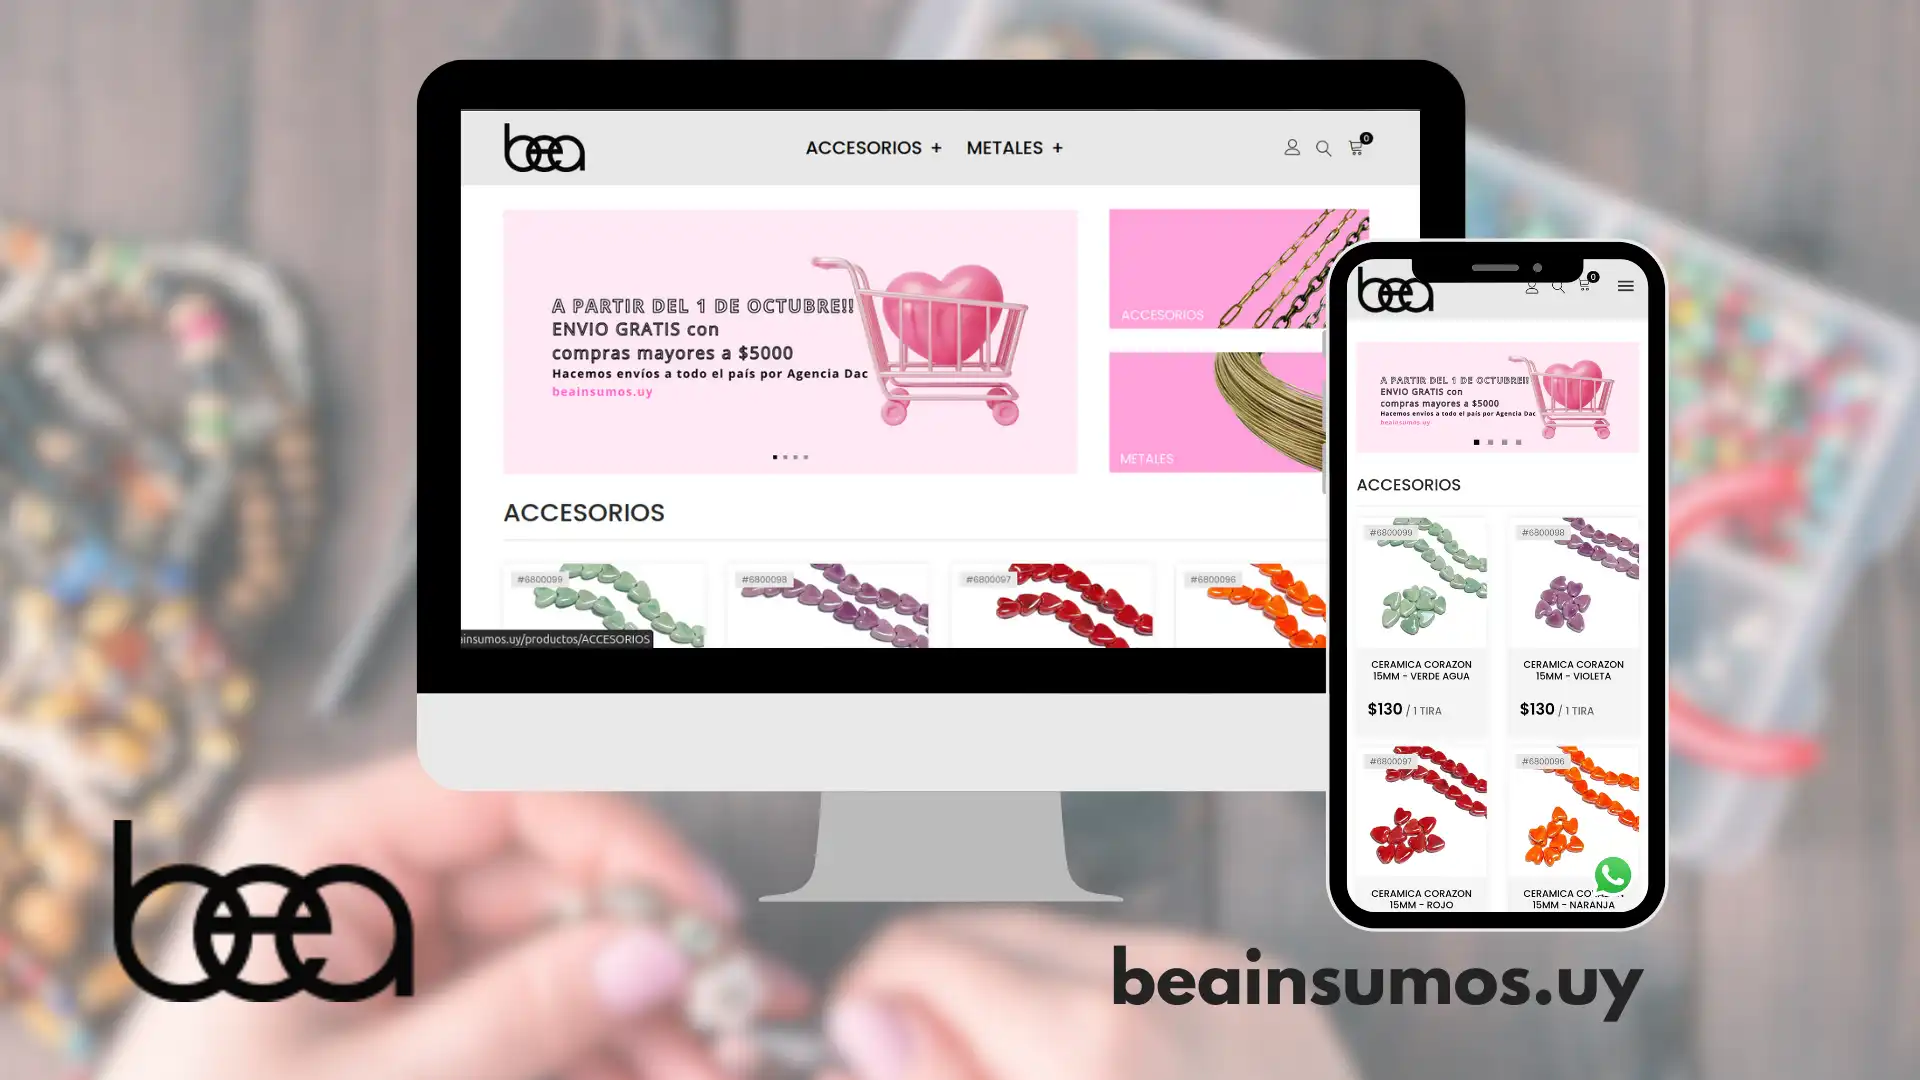 bea
ACCESORIOS +
METALES +
0
A PARTIR DEL 1 DE OCTUBRE!!
ENVIO GRATIS con
compras mayores a $5000
Hacemos envíos a todo el país por Agencia Dac
beainsumos.uy
ACCESORIOS
METALES
ACCESORIOS
#6800099
#6800098
#6800097
#6800096
insumos.uy/productos/ACCESORIOS
bea
0
A PARTIR DEL 1 DE OCTUBRE!!
ENVIO GRATIS con
compras mayores a $5000
Hacemos envíos a todo el país por Agencia Dac
beainsumos.uy
ACCESORIOS
#6800099
CERAMICA CORAZON
15MM - VERDE AGUA
$130 / 1 TIRA
#6800098
CERAMICA CORAZON
15MM - VIOLETA
$130 / 1 TIRA
#6800097
CERAMICA CORAZON
15MM - ROJO
#6800096
CERAMICA CO
15MM - NARANJA
bea
beainsumos.uy